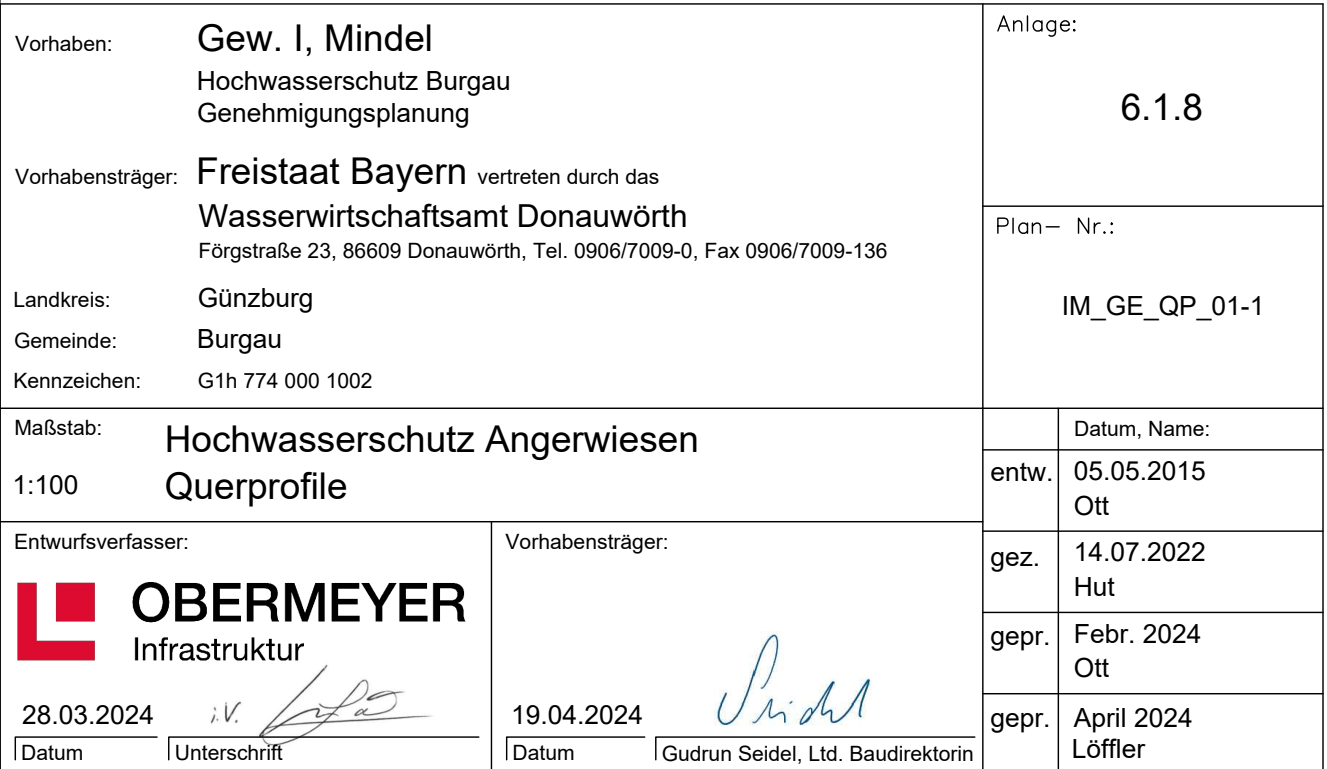 Vorhaben: Gew. I, Mindel
Hochwasserschutz Burgau
Genehmigungsplanung
Vorhabensträger: Freistaat Bayern vertreten durch das
Wasserwirtschaftsamt Donauwörth
Förgstraße 23, 86609 Donauwörth, Tel. 0906/7009-0, Fax 0906/7009-136
Landkreis: Günzburg
Gemeinde: Burgau
Kennzeichen: G1h 774 000 1002
Anlage:
6.1.8
Plan- Nr.:
IM_GE_QP_01-1
Maßstab:
1:100
Hochwasserschutz Angerwiesen
Querprofile
Datum, Name:
entw. 05.05.2015
Ott
gez. 14.07.2022
Hut
gepr. Febr. 2024
Ott
gepr. April 2024
Löffler
Entwurfsverfasser:
OBERMEYER
Infrastruktur
28.03.2024 i.V.
Datum Unterschrift
Vorhabensträger:
19.04.2024 Seidel
Datum Gudrun Seidel, Ltd. Baudirektorin